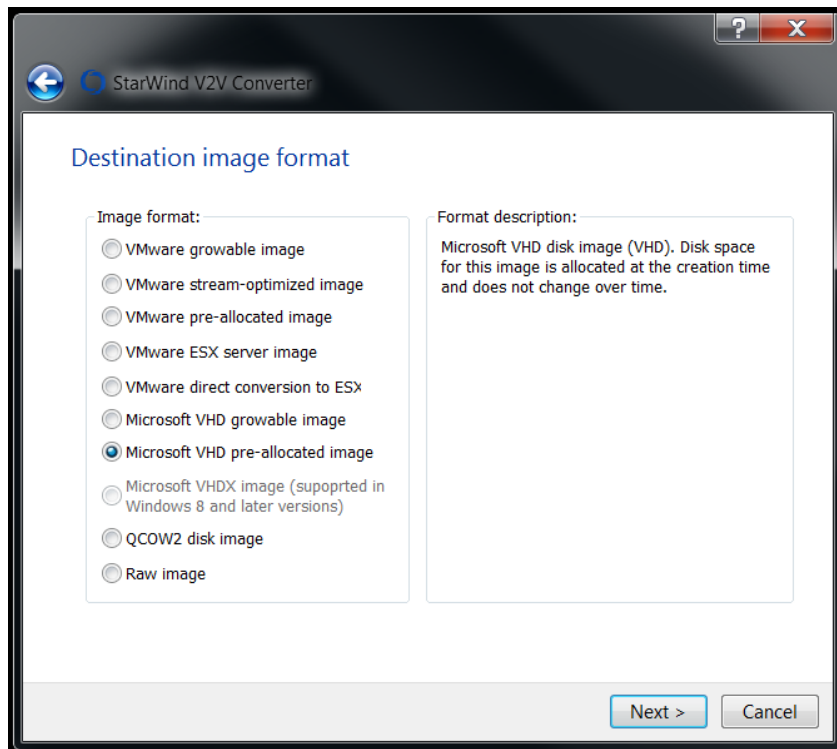 ?
X
StarWind V2V Converter
Destination image format
Image format:
VMware growable image
VMware stream-optimized image
VMware pre-allocated image
VMware ESX server image
VMware direct conversion to ESX
Microsoft VHD growable image
Microsoft VHD pre-allocated image
Microsoft VHDX image (supoprted in
Windows 8 and later versions)
QCOW2 disk image
Raw image
Format description:
Microsoft VHD disk image (VHD). Disk space
for this image is allocated at the creation time
and does not change over time.
Next >
Cancel